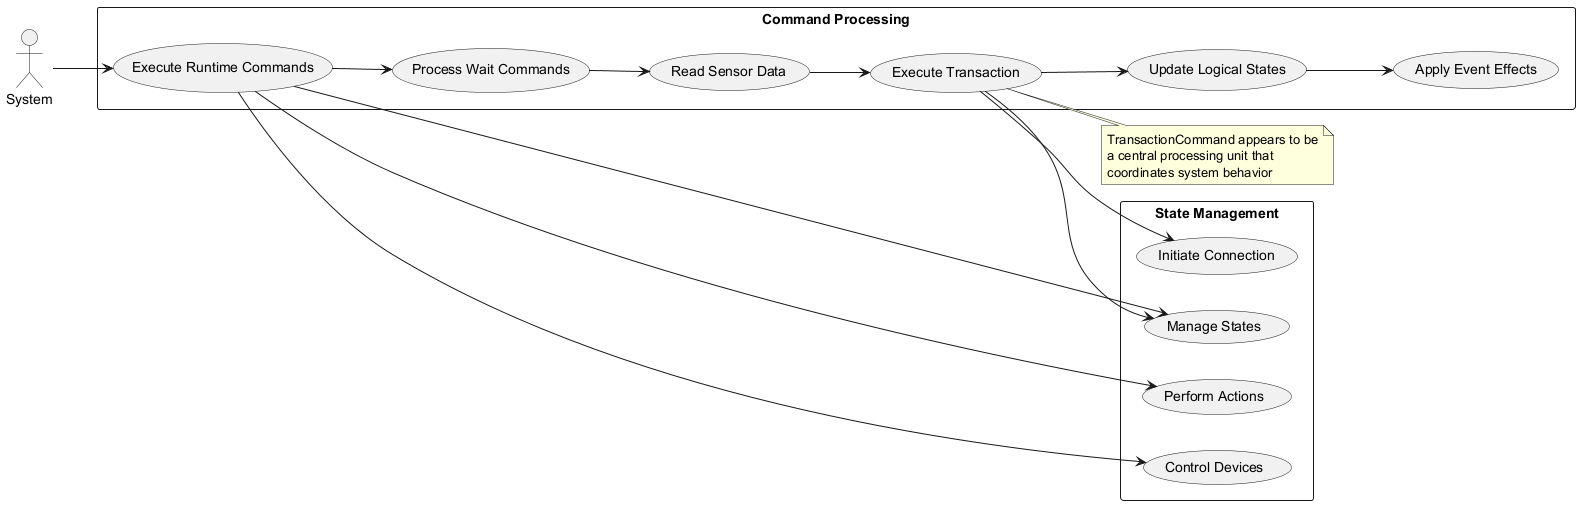 Command Processing
System
Execute Runtime Commands
Process Wait Commands
Read Sensor Data
Execute Transaction
Update Logical States
Apply Event Effects
TransactionCommand appears to be
a central processing unit that
coordinates system behavior
State Management
Initiate Connection
Manage States
Perform Actions
Control Devices